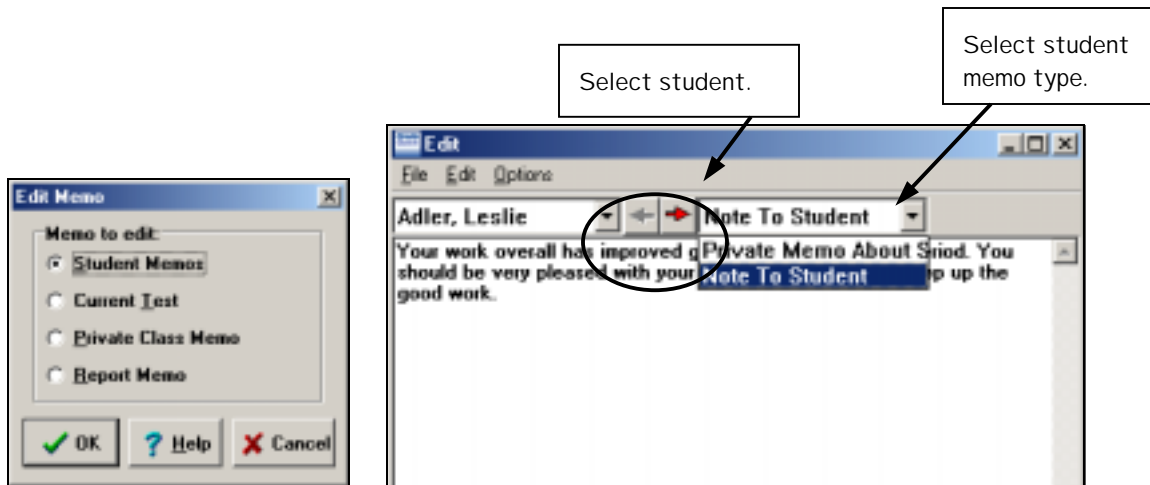 Select student.
Select student
memo type.
Edit Memo
Memo to edit:
Student Memos
Current Test
Private Class Memo
Report Memo
OK
Help
Cancel
Edit
File Edit Options
Adler, Leslie
Note To Student
Private Memo About S
Note To Student
Your work overall has improved g riod. You
should be very pleased with your p up the
good work.